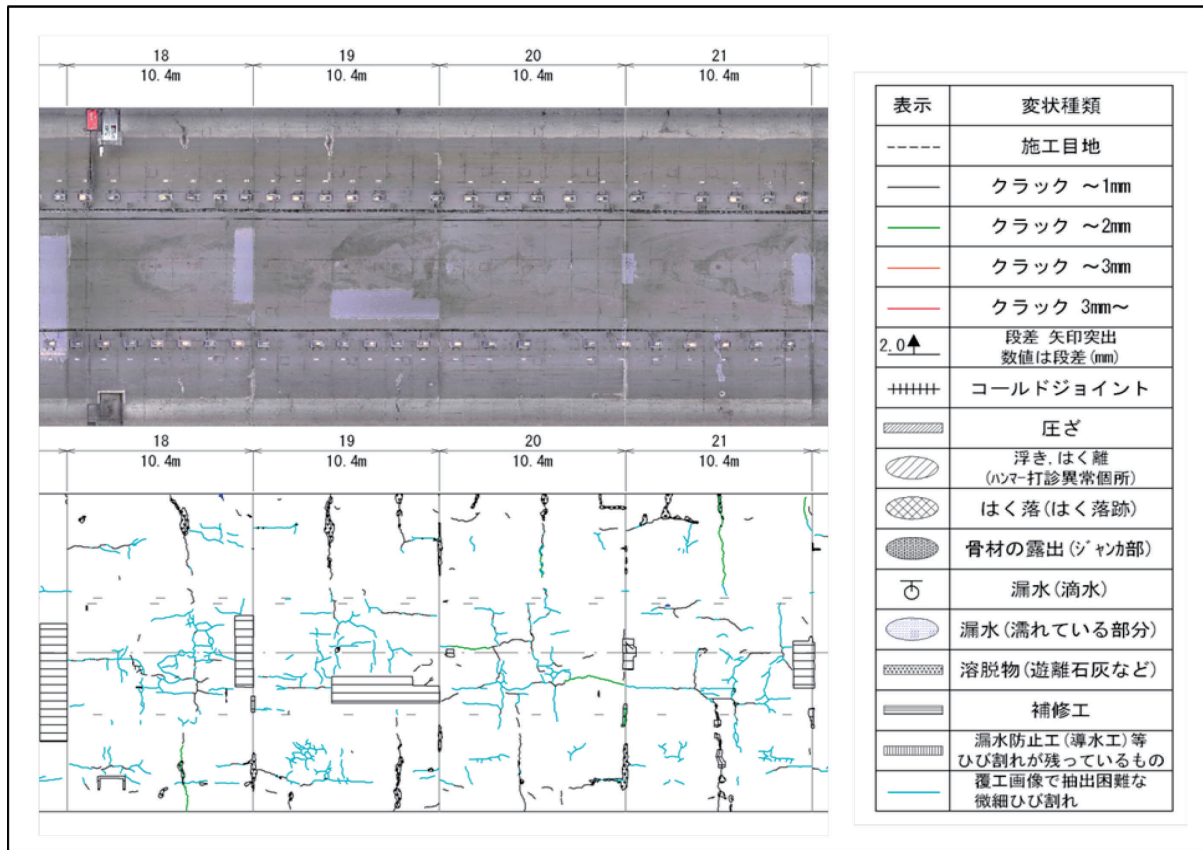 18 19 20 21
10.4m 10.4m 10.4m 10.4m
18 19 20 21
10.4m 10.4m 10.4m 10.4m
表示 変状種類
施工目地
クラック ～1mm
クラック ～2mm
クラック ～3mm
クラック 3mm～
2.0 段差 矢印突出
数値は段差(mm)
コールドジョイント
圧ざ
浮き，はく離
(ﾊﾝﾏｰ打診異常個所)
はく落(はく落跡)
骨材の露出(ｼﾞｬﾝｶ部)
漏水(滴水)
漏水(濡れている部分)
溶脱物(遊離石灰など)
補修工
漏水防止工(導水工)等
ひび割れが残っているもの
覆工画像で抽出困難な
微細ひび割れ